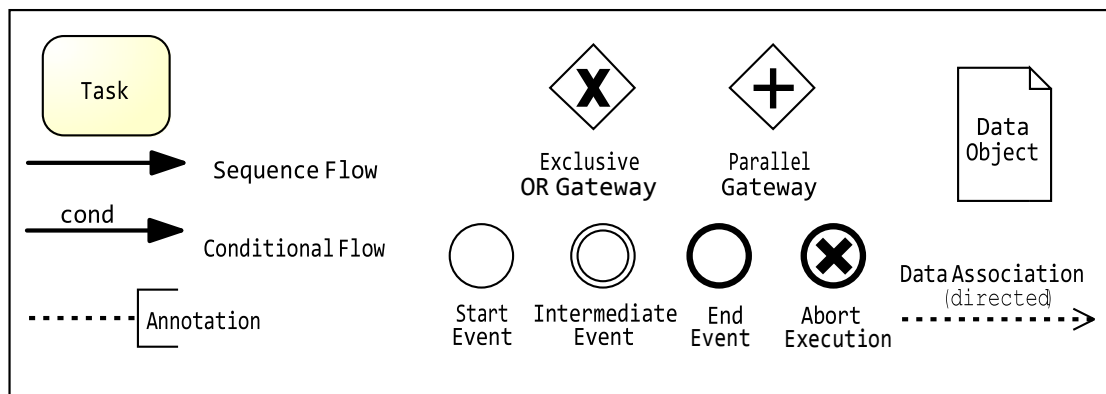 Task
Sequence Flow
cond
Conditional Flow
Annotation
X
Exclusive
OR Gateway
Parallel
Gateway
Data
Object
Start
Event
Intermediate
Event
End
Event
Abort
Execution
Data Association
(directed)